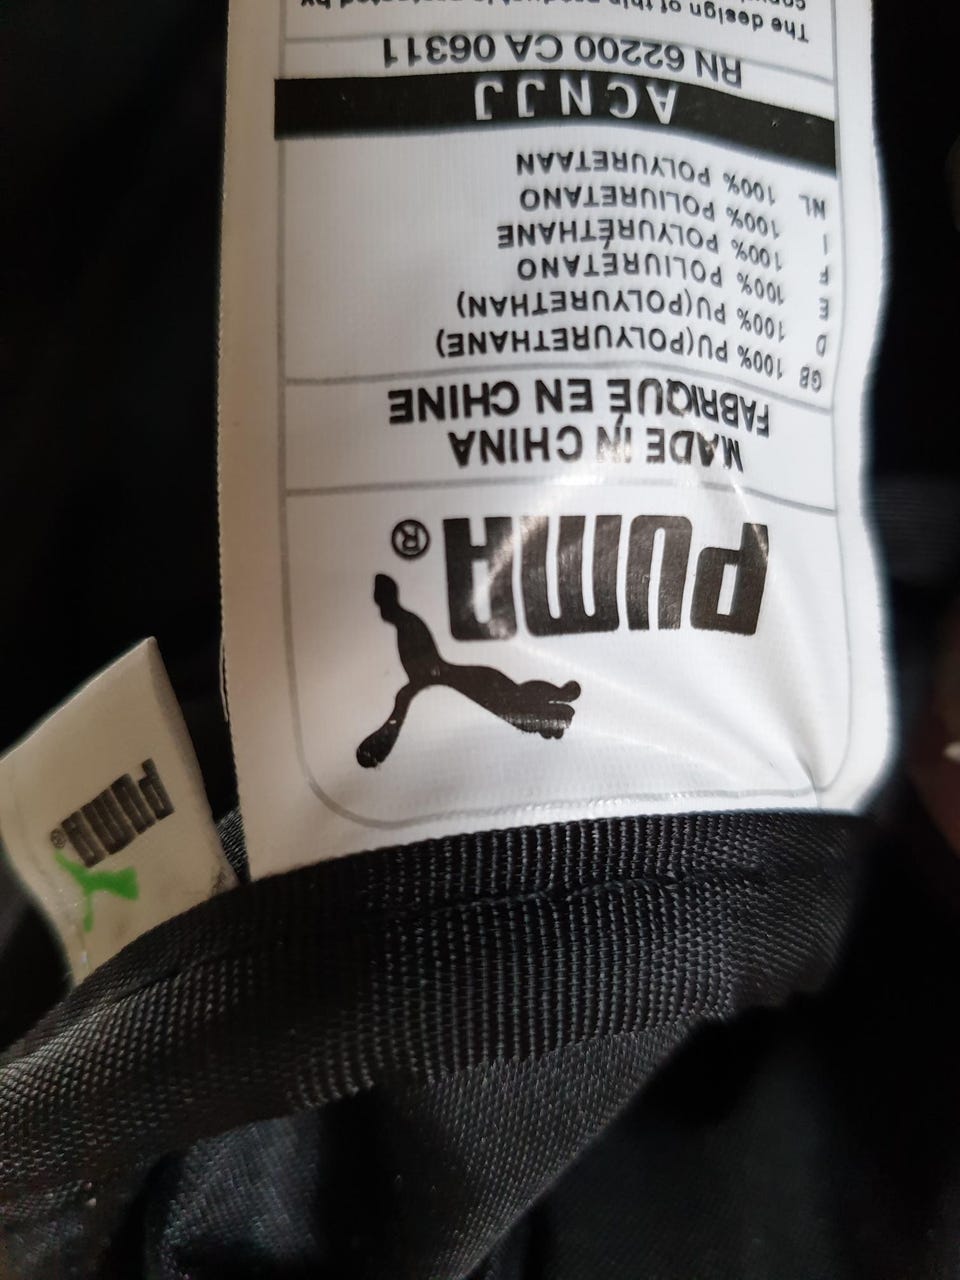 PUMA®
MADE IN CHINA
FABRIQUÉ EN CHINE
GB 100% PU(POLYURETHANE)
D 100% PU(POLYURETHAN)
E 100% POLIURETANO
F 100% POLYURÉTHANE
I 100% POLIURETANO
NL 100% POLYURETAAN
ACNJJ
RN 62200 CA 06311
The design of this product is protected by
PUMA®